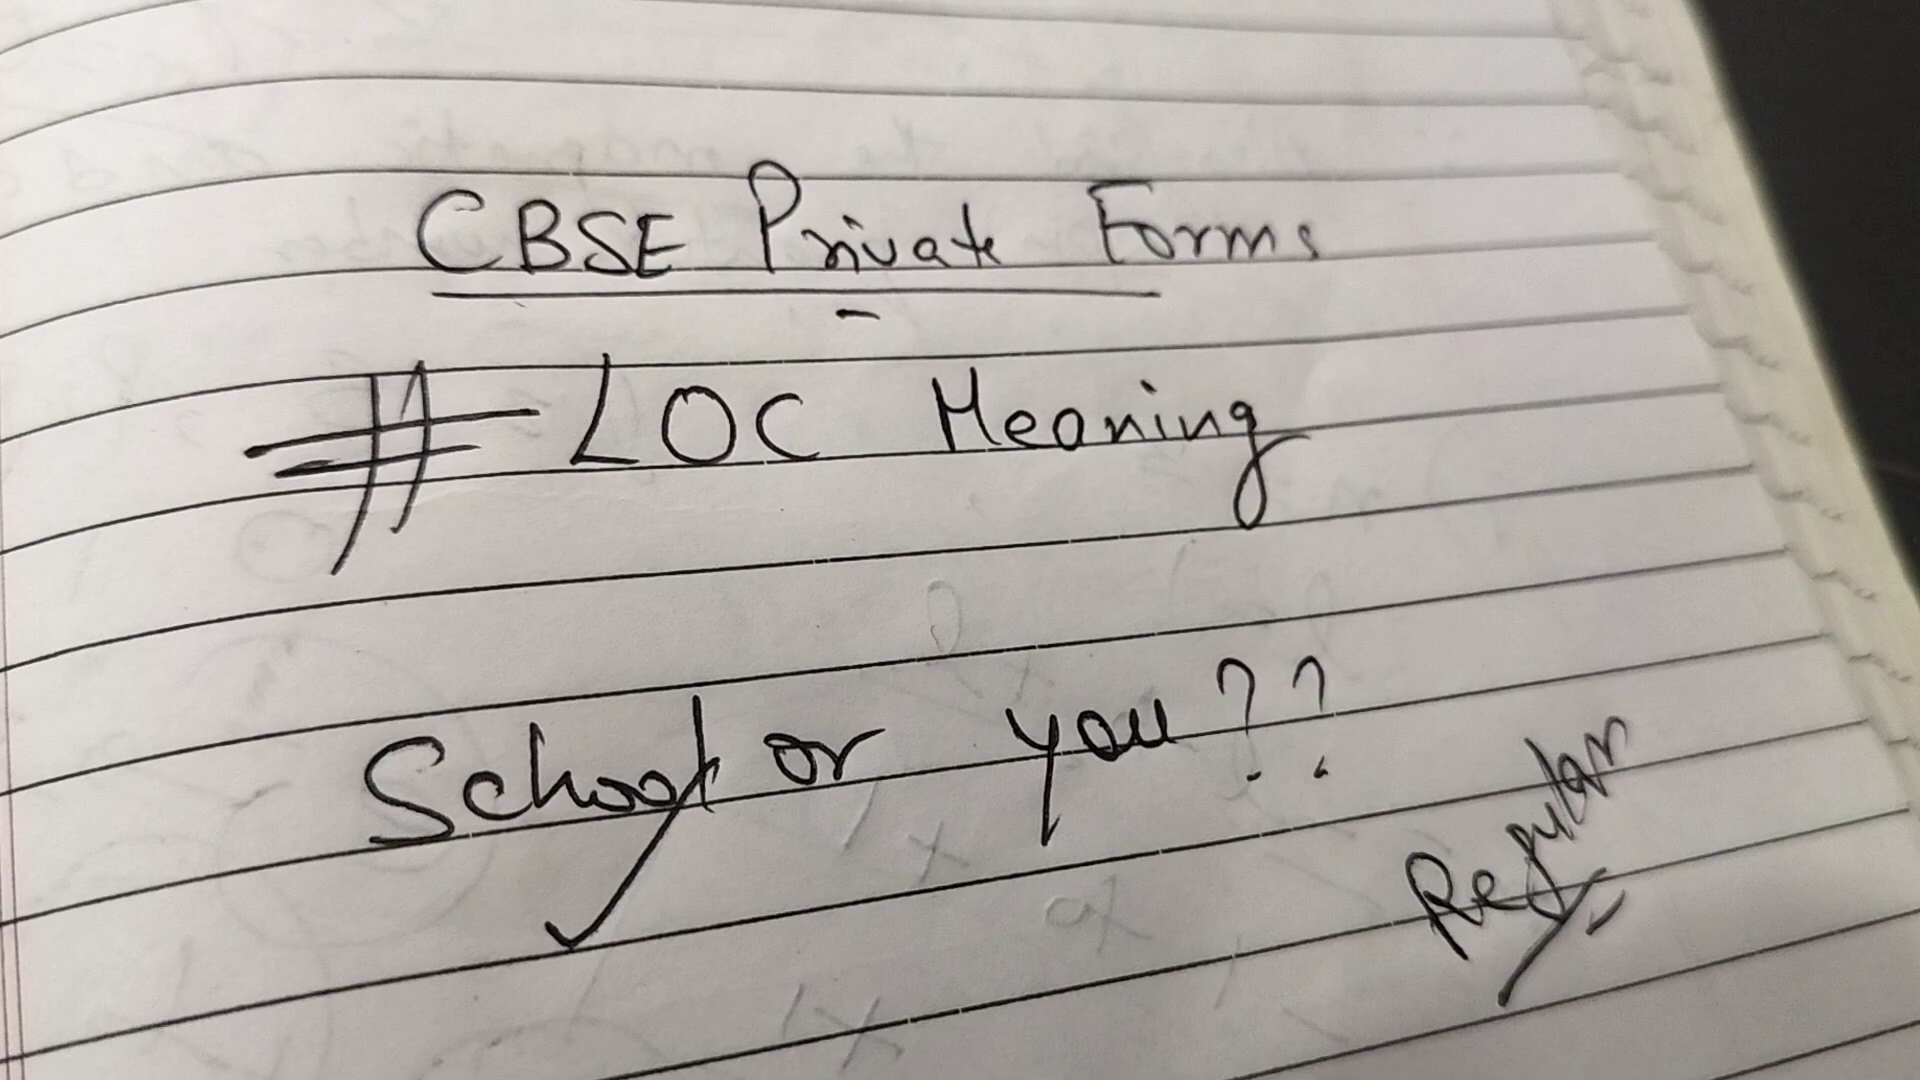 CBSE Private Forms
# LOC Meaning
School or you??
Regular